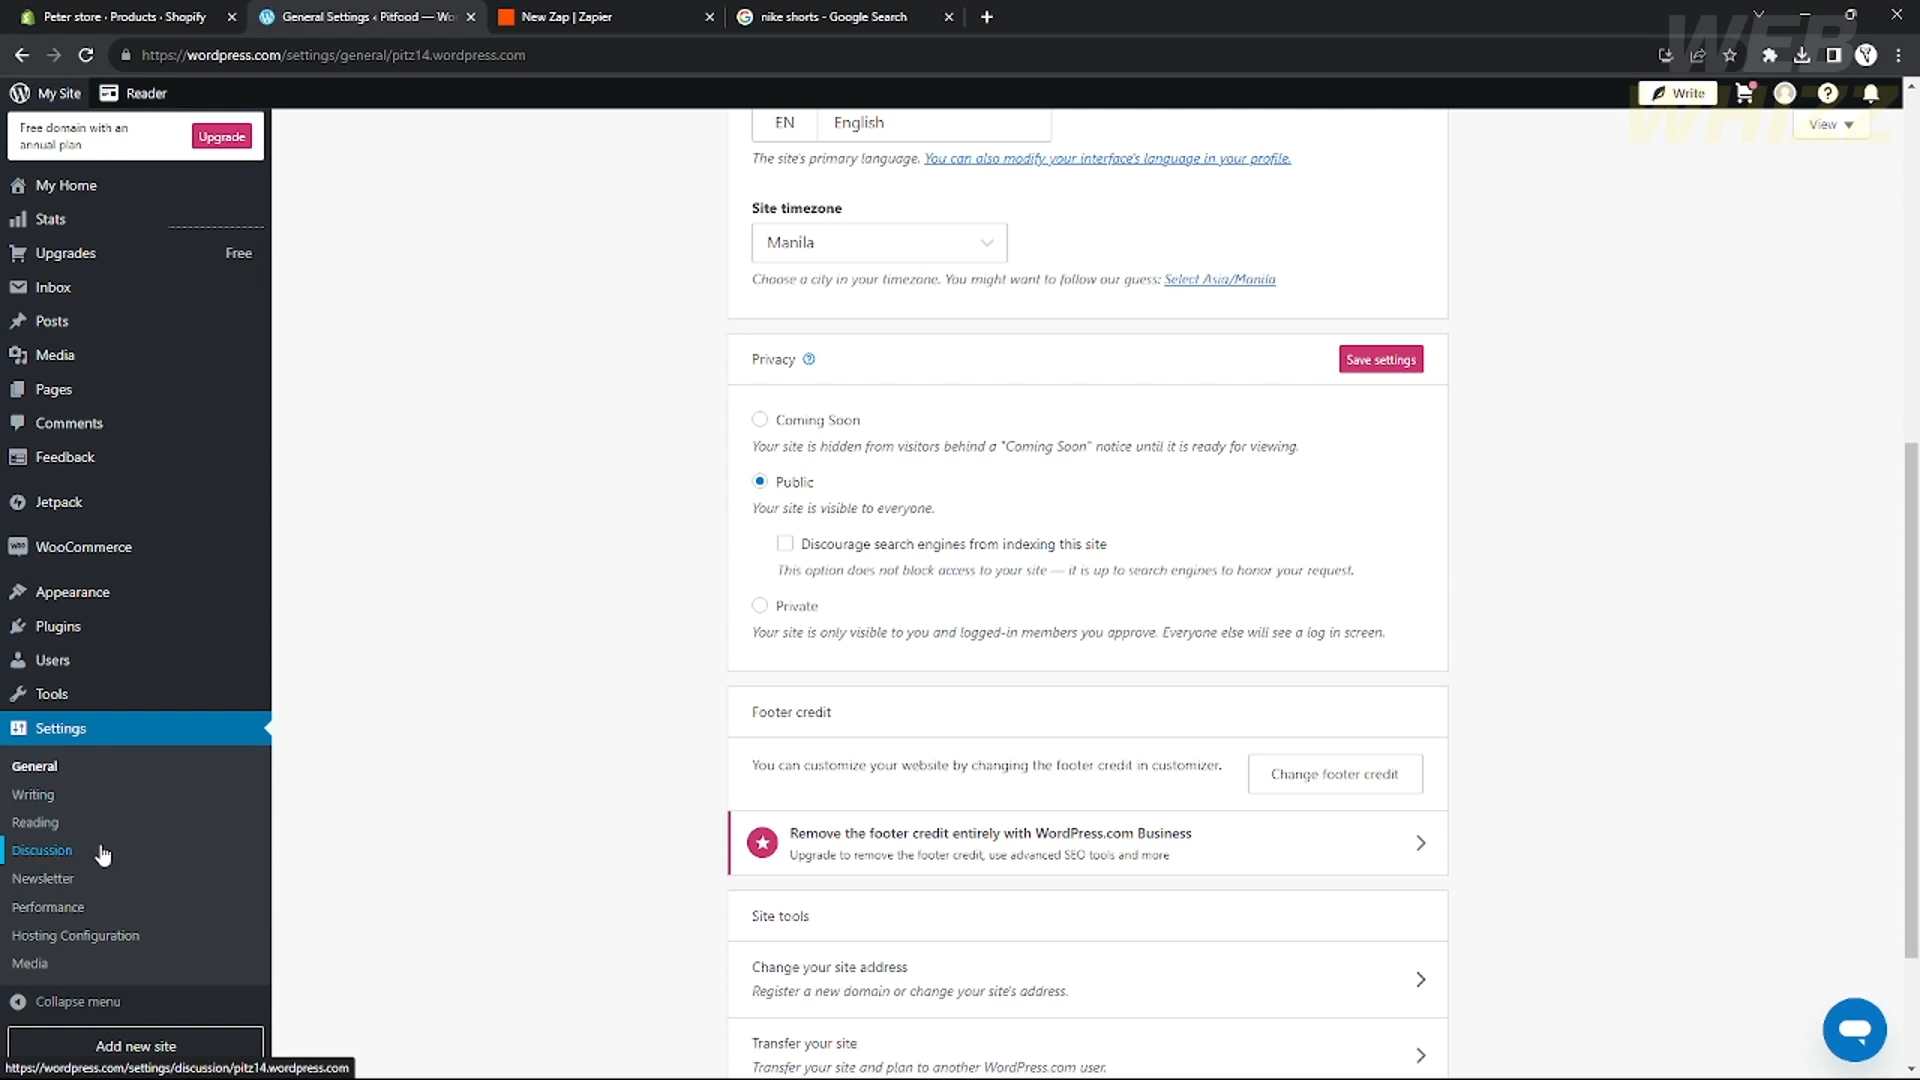 Peter store · Products · Shopify
General Settings ‹ Pitfood — Wo
New Zap | Zapier
nike shorts - Google Search
https://wordpress.com/settings/general/pitz14.wordpress.com
WEB
WHIZZ
My Site
Reader
Write
View
Free domain with an
annual plan
Upgrade
My Home
Stats
Upgrades
Free
Inbox
Posts
Media
Pages
Comments
Feedback
Jetpack
WooCommerce
Appearance
Plugins
Users
Tools
Settings
General
Writing
Reading
Discussion
Newsletter
Performance
Hosting Configuration
Media
Collapse menu
Add new site
https://wordpress.com/settings/discussion/pitz14.wordpress.com
EN English
The site's primary language. You can also modify your interface's language in your profile.
Site timezone
Manila
Choose a city in your timezone. You might want to follow our guess: Select Asia/Manila
Privacy
Save settings
Coming Soon
Your site is hidden from visitors behind a "Coming Soon" notice until it is ready for viewing.
Public
Your site is visible to everyone.
Discourage search engines from indexing this site
This option does not block access to your site — it is up to search engines to honor your request.
Private
Your site is only visible to you and logged-in members you approve. Everyone else will see a log in screen.
Footer credit
You can customize your website by changing the footer credit in customizer.
Change footer credit
Remove the footer credit entirely with WordPress.com Business
Upgrade to remove the footer credit, use advanced SEO tools and more
Site tools
Change your site address
Register a new domain or change your site's address.
Transfer your site
Transfer your site and plan to another WordPress.com user.